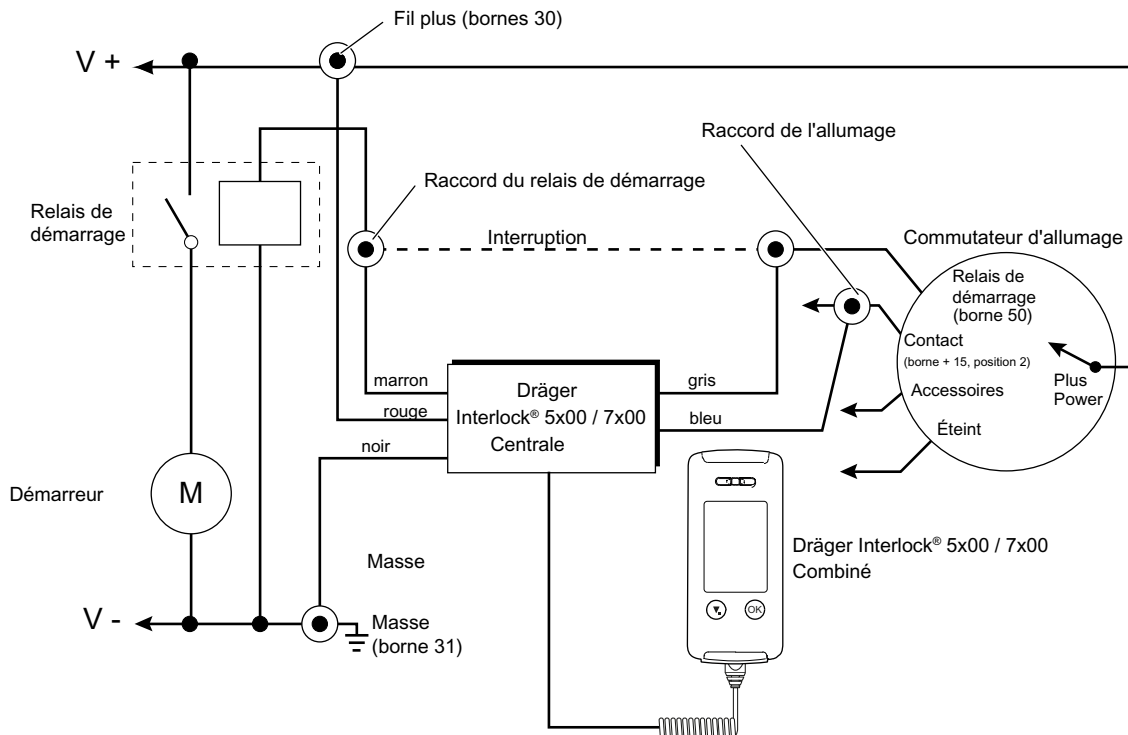 Fil plus (bornes 30)
V +
Raccord de l'allumage
Raccord du relais de démarrage
Relais de
démarrage
Interruption
Commutateur d'allumage
Relais de
démarrage
(borne 50)
Contact
(borne + 15, position 2)
Plus
Power
Accessoires
Éteint
marron
rouge
noir
Dräger
Interlock® 5x00 / 7x00
Centrale
gris
bleu
Démarreur
M
Masse
Dräger Interlock® 5x00 / 7x00
Combiné
OK
V -
Masse
(borne 31)